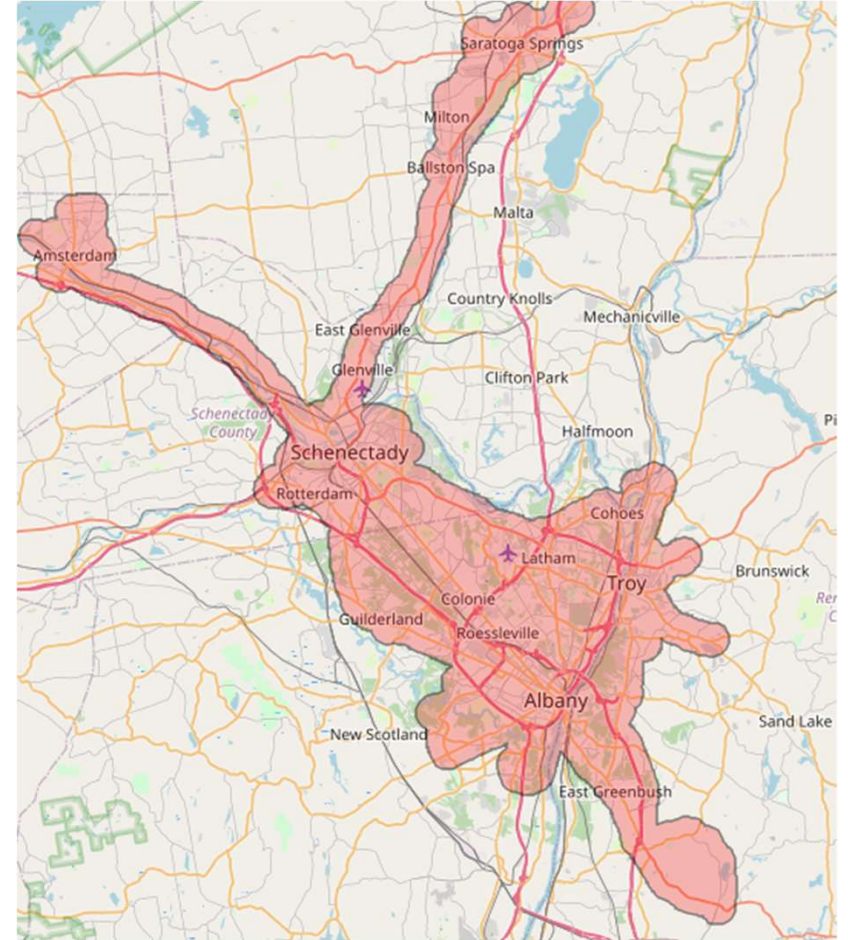 Saratoga Springs
Milton
Ballston Spa
Malta
Amsterdam
Country Knolls
Mechanicville
East Glenville
Glenville
Clifton Park
Schenectady
County
Halfmoon
Schenectady
Rotterdam
Cohoes
Latham
Troy
Brunswick
Colonie
Guilderland
Roessleville
Albany
Sand Lake
New Scotland
East Greenbush